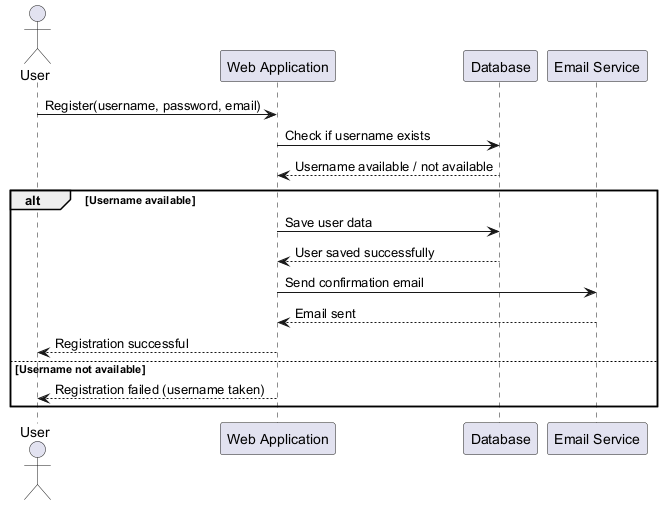 User
Web Application
Database
Email Service
Register(username, password, email)
Check if username exists
Username available / not available
alt
[Username available]
Save user data
User saved successfully
Send confirmation email
Email sent
Registration successful
[Username not available]
Registration failed (username taken)
User
Web Application
Database
Email Service